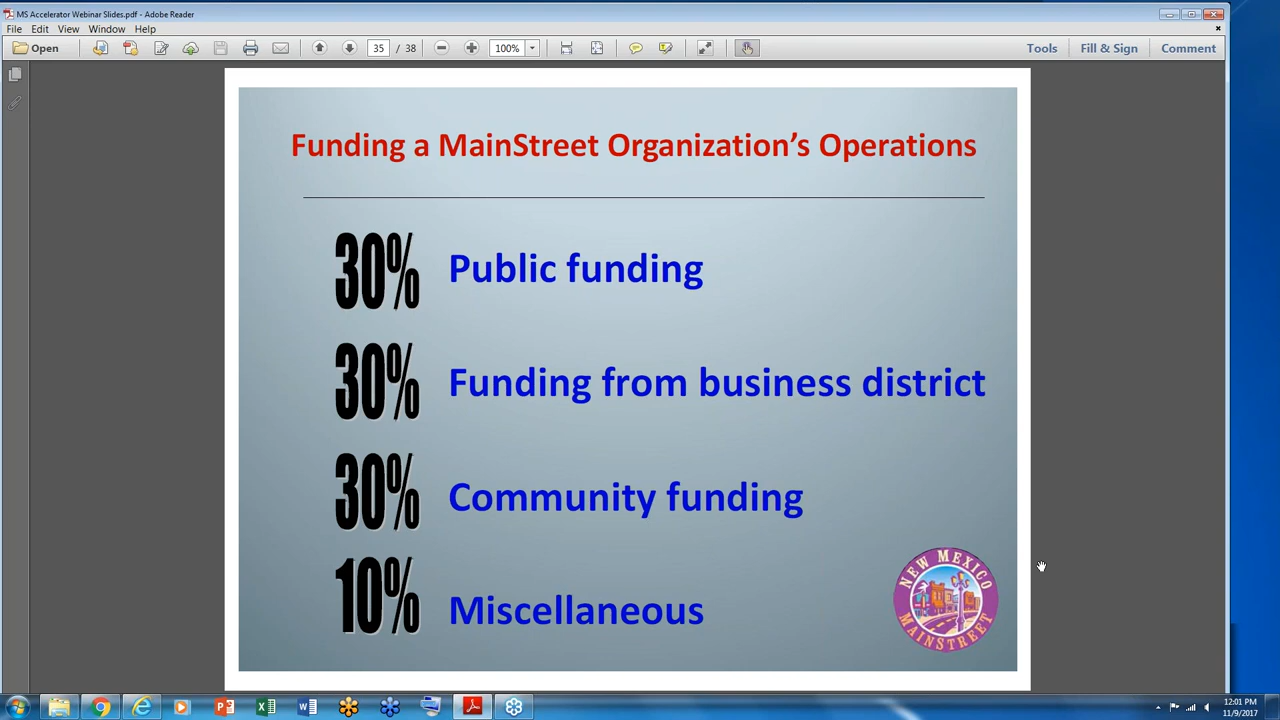 MS Accelerator Webinar Slides.pdf - Adobe Reader
File Edit View Window Help
Open 35 / 38 100% Tools Fill & Sign Comment
Funding a MainStreet Organization's Operations
30% Public funding
30% Funding from business district
30% Community funding
10% Miscellaneous
NEW MEXICO
MAINSTREET
12:01 PM
11/9/2017